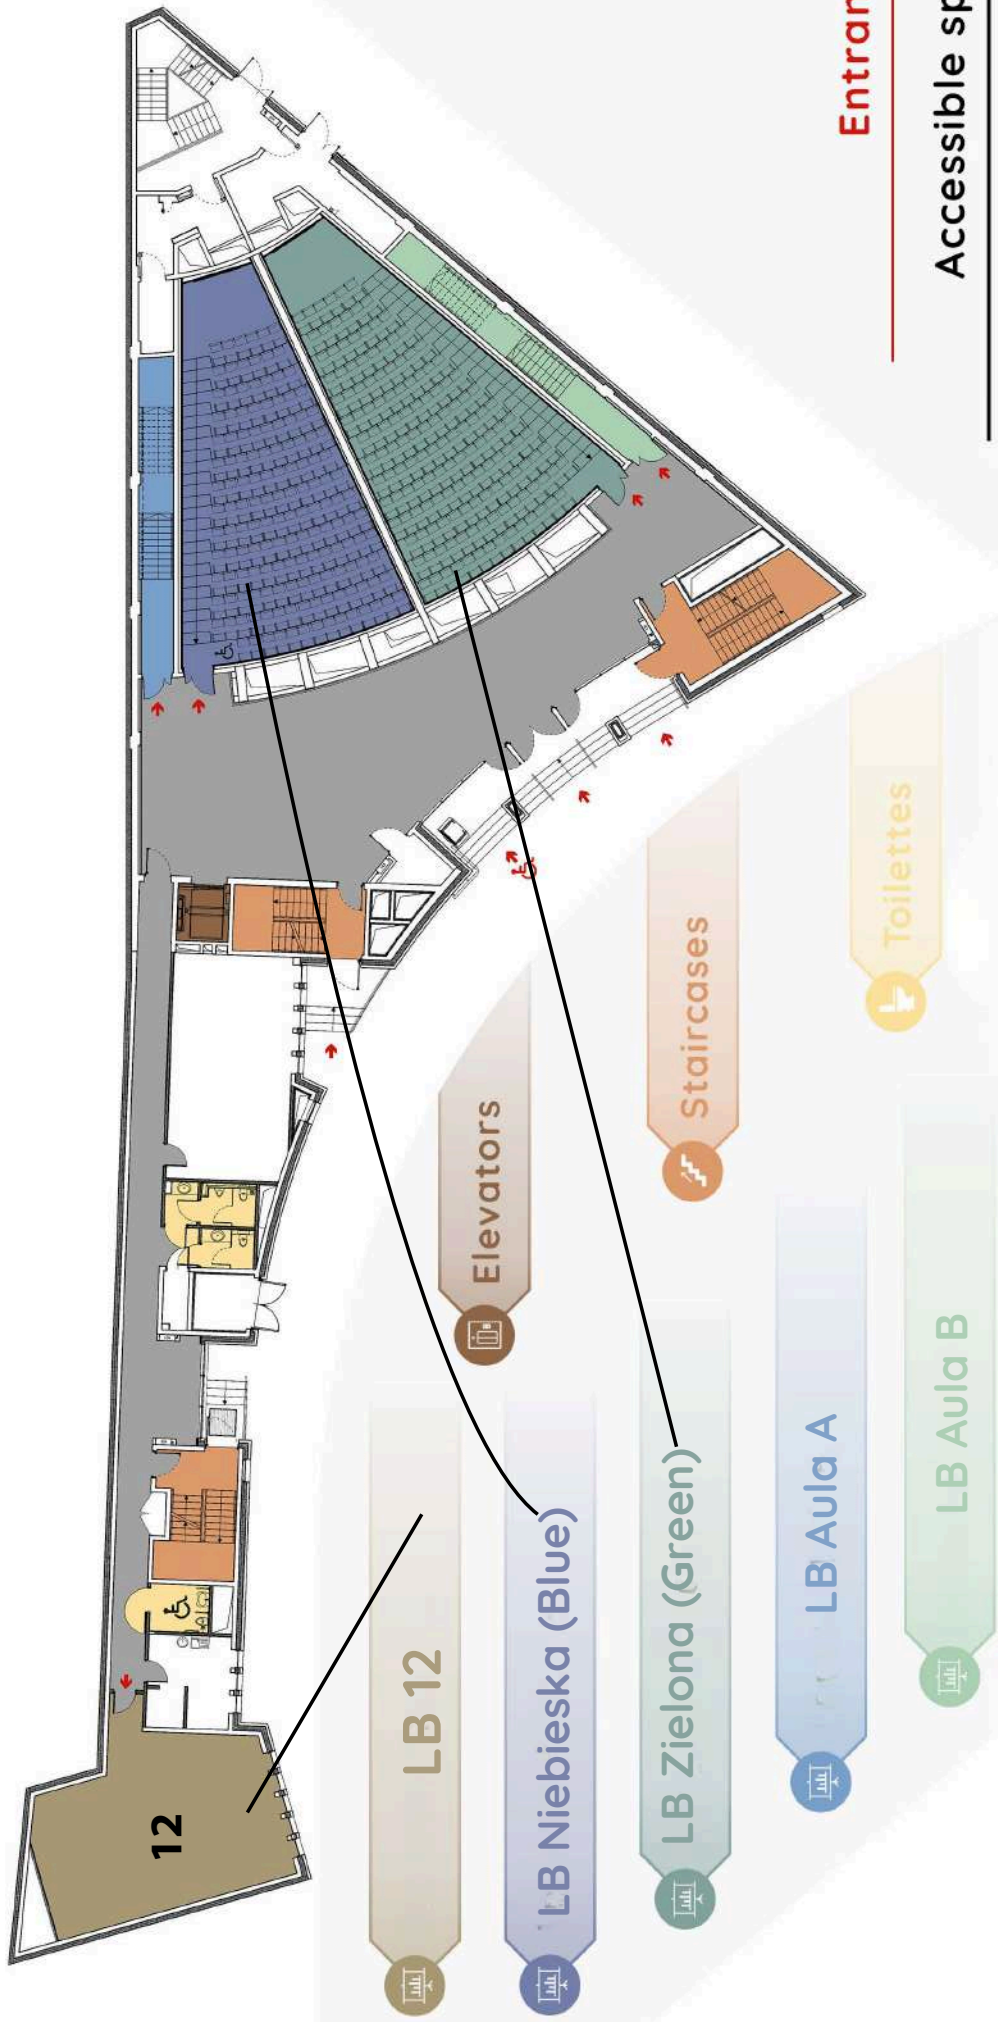 12
LB 12
LB Niebieska (Blue)
LB Zielona (Green)
LB Aula A
LB Aula B
Elevators
Staircases
Toilettes
Entran
Accessible sp